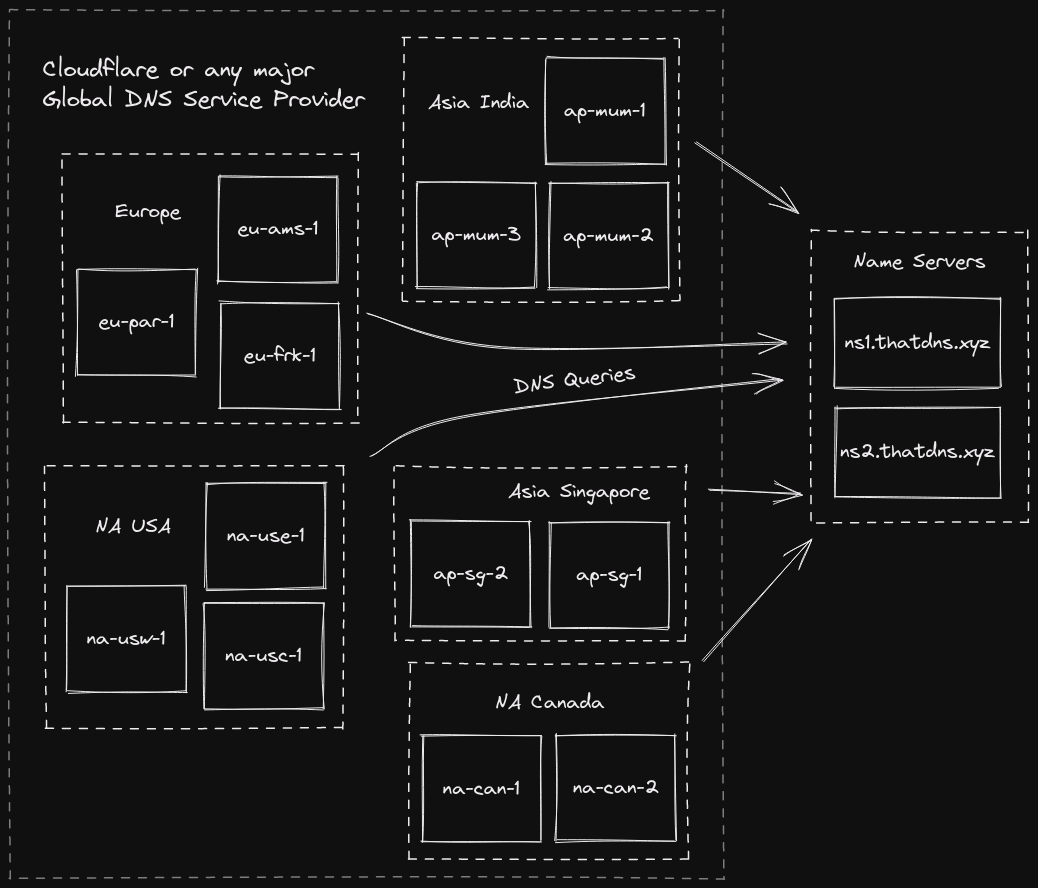 Cloudflare or any major
Global DNS Service Provider
Asia India
ap-mum-1
ap-mum-3
ap-mum-2
Europe
eu-ams-1
eu-par-1
eu-frk-1
Name Servers
ns1.thatdns.xyz
ns2.thatdns.xyz
DNS Queries
NA USA
na-use-1
na-usw-1
na-usc-1
Asia Singapore
ap-sg-2
ap-sg-1
NA Canada
na-can-1
na-can-2